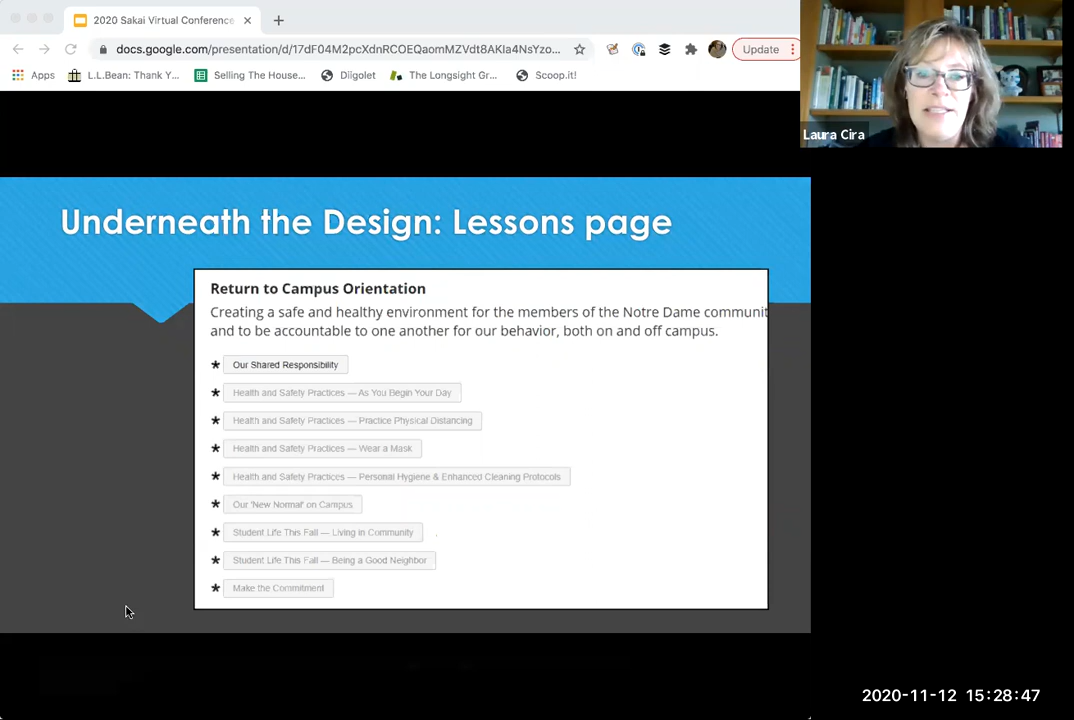 2020 Sakai Virtual Conference
docs.google.com/presentation/d/17dF04M2pcXdnRCOEQaomMZVdt8AKIa4NsYzo...
Update
Apps
L.L.Bean: Thank Y...
Selling The House...
Diigolet
The Longsight Gr...
Scoop.it!
Laura Cira
Underneath the Design: Lessons page
Return to Campus Orientation
Creating a safe and healthy environment for the members of the Notre Dame communit
and to be accountable to one another for our behavior, both on and off campus.
* Our Shared Responsibility
* Health and Safety Practices — As You Begin Your Day
* Health and Safety Practices — Practice Physical Distancing
* Health and Safety Practices — Wear a Mask
* Health and Safety Practices — Personal Hygiene & Enhanced Cleaning Protocols
* Our 'New Normal' on Campus
* Student Life This Fall — Living in Community
* Student Life This Fall — Being a Good Neighbor
* Make the Commitment
2020-11-12 15:28:47